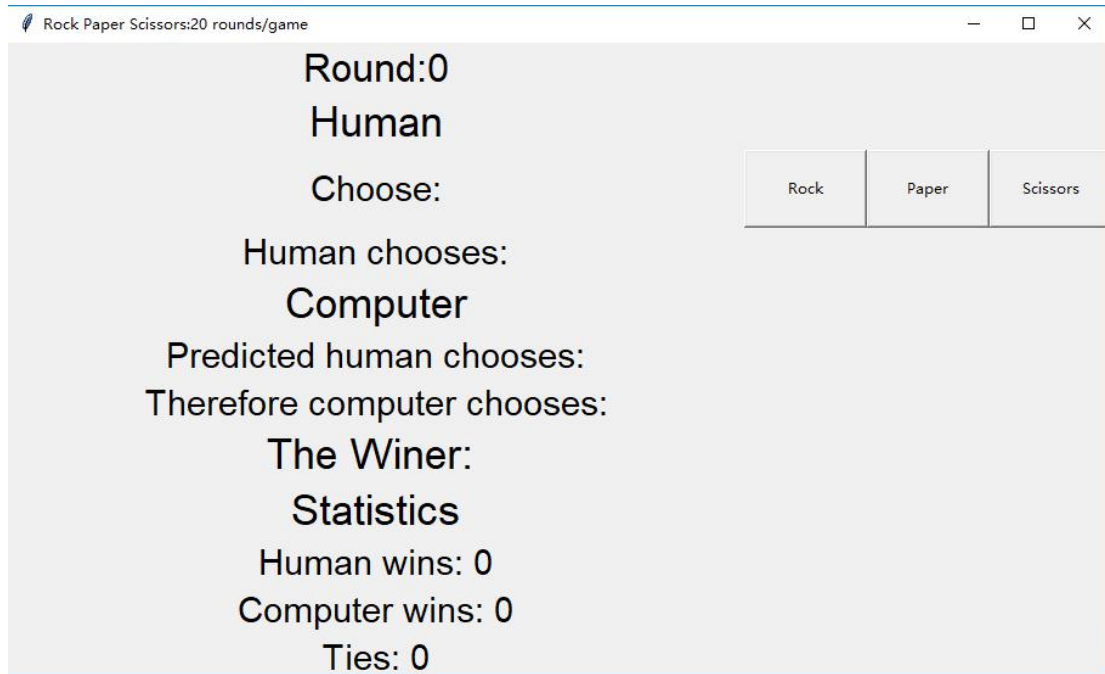 Rock Paper Scissors:20 rounds/game
Round:0
Human
Choose:
Rock Paper Scissors
Human chooses:
Computer
Predicted human chooses:
Therefore computer chooses:
The Winer:
Statistics
Human wins: 0
Computer wins: 0
Ties: 0